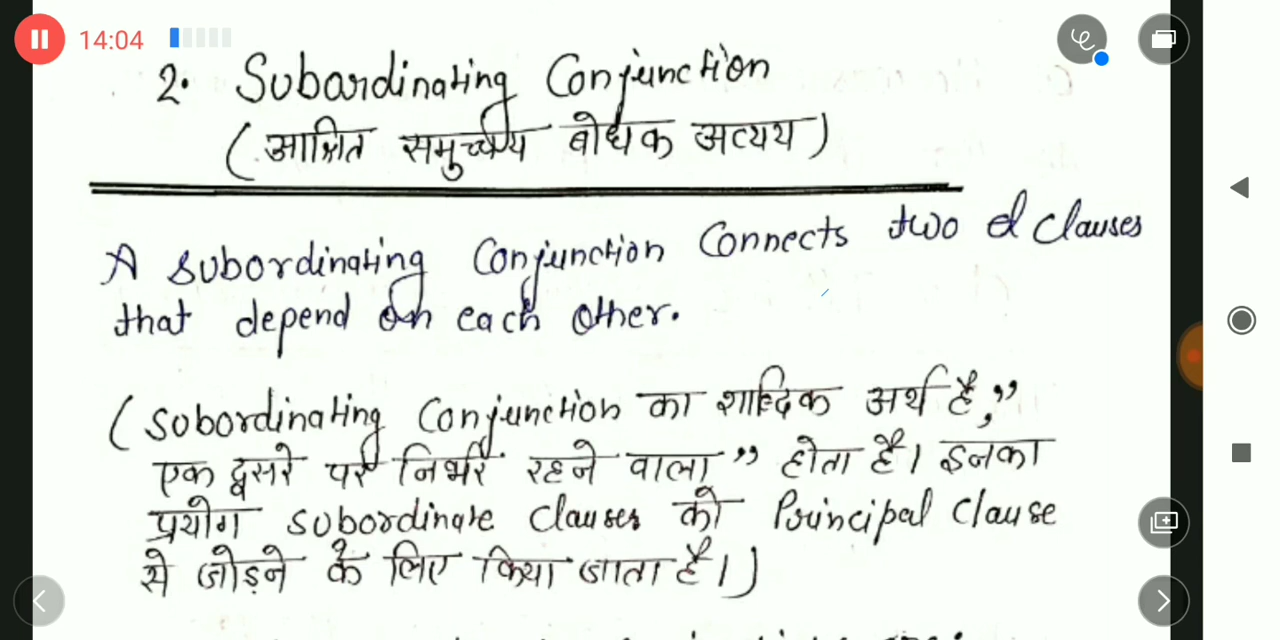 14:04
2. Subordinating Conjunction
(आश्रित समुच्चय बोधक अव्यय)
A subordinating Conjunction Connects two Clauses
that depend on each other.
(Subordinating Conjunction का शाब्दिक अर्थ है,”
एक दूसरे पर निर्भर रहने वाला” होता है। इनका
प्रयोग subordinate Clauses को Principal Clause
से जोड़ने के लिए किया जाता है।)